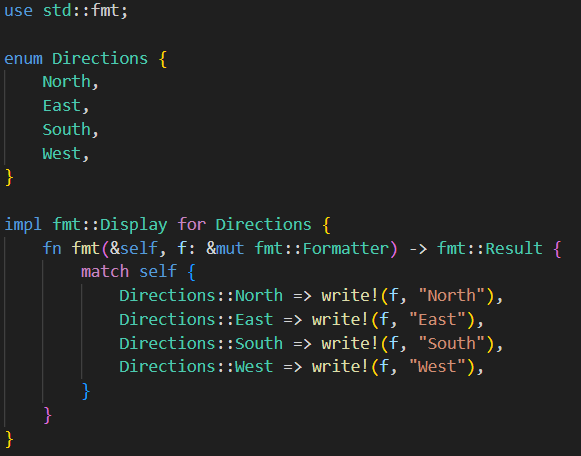 use std::fmt;

enum Directions {
    North,
    East,
    South,
    West,
}

impl fmt::Display for Directions {
    fn fmt(&self, f: &mut fmt::Formatter) -> fmt::Result {
        match self {
            Directions::North => write!(f, "North"),
            Directions::East => write!(f, "East"),
            Directions::South => write!(f, "South"),
            Directions::West => write!(f, "West"),
        }
    }
}